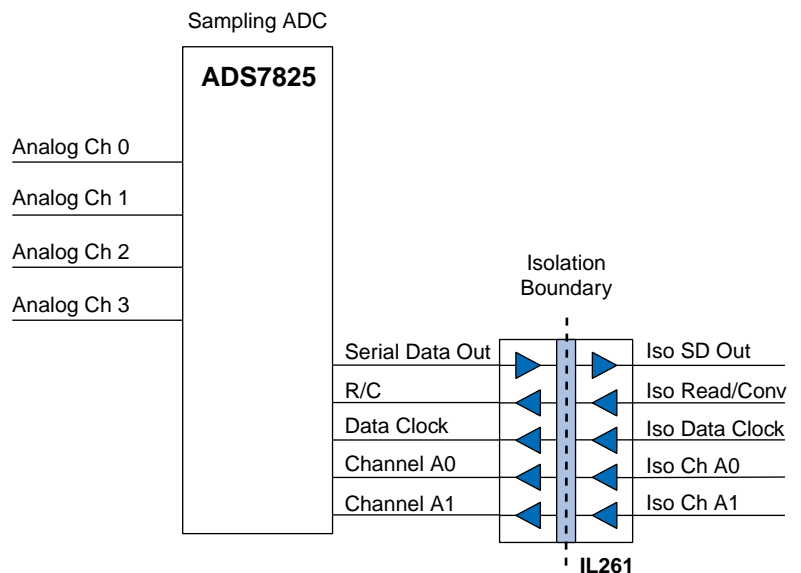 Sampling ADC
ADS7825
Analog Ch 0
Analog Ch 1
Analog Ch 2
Analog Ch 3
Isolation
Boundary
Serial Data Out
Iso SD Out
R/C
Iso Read/Conv
Data Clock
Iso Data Clock
Channel A0
Iso Ch A0
Channel A1
Iso Ch A1
IL261